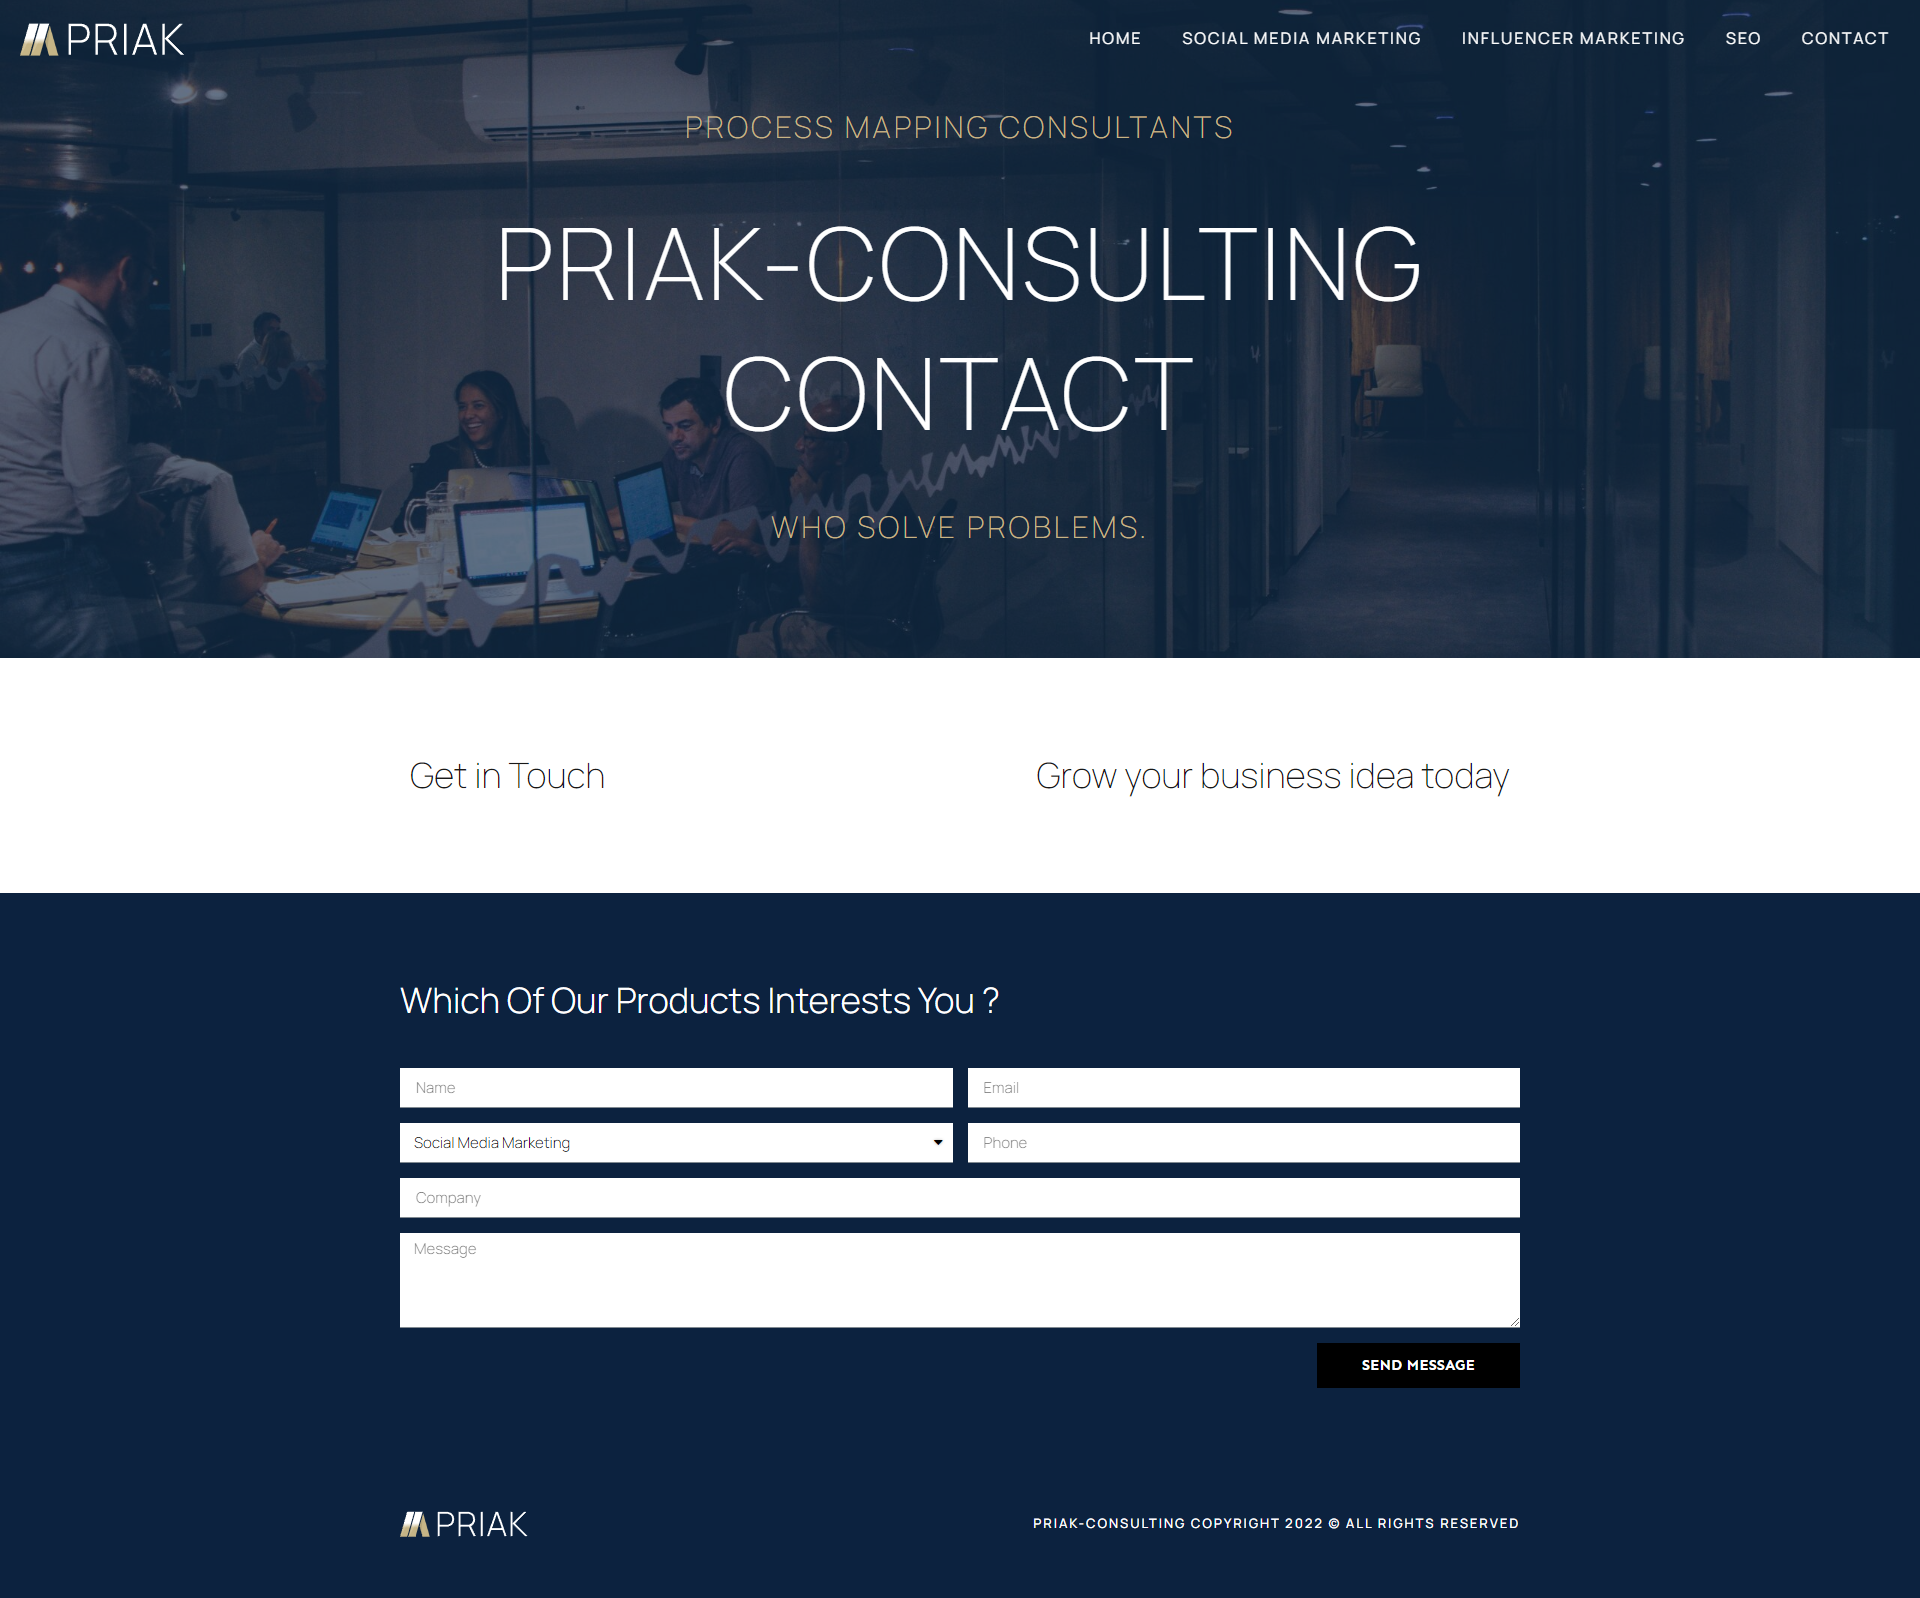 PRIAK
HOME SOCIAL MEDIA MARKETING INFLUENCER MARKETING SEO CONTACT
PROCESS MAPPING CONSULTANTS
PRIAK-CONSULTING
CONTACT
WHO SOLVE PROBLEMS.
Get in Touch
Grow your business idea today
Which Of Our Products Interests You ?
Name
Email
Social Media Marketing
Phone
Company
Message
SEND MESSAGE
PRIAK
PRIAK-CONSULTING COPYRIGHT 2022 © ALL RIGHTS RESERVED